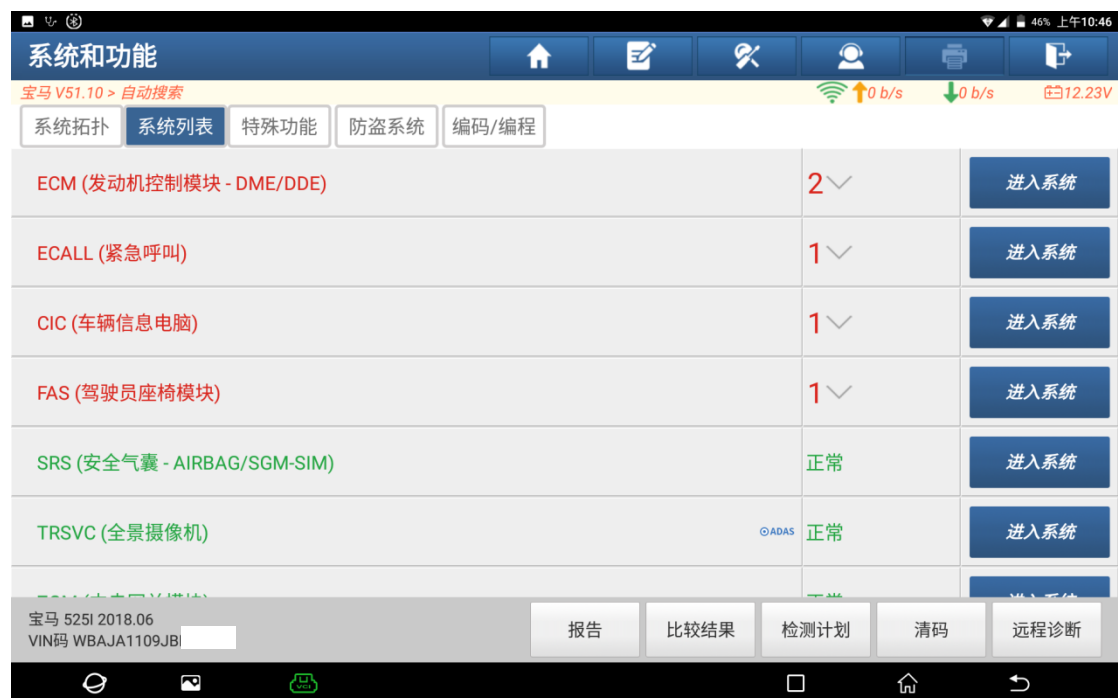 46% 上午10:46
系统和功能
宝马 V51.10 > 自动搜索 0 b/s 0 b/s 12.23V
系统拓扑 系统列表 特殊功能 防盗系统 编码/编程
ECM (发动机控制模块 - DME/DDE) 2 进入系统
ECALL (紧急呼叫) 1 进入系统
CIC (车辆信息电脑) 1 进入系统
FAS (驾驶员座椅模块) 1 进入系统
SRS (安全气囊 - AIRBAG/SGM-SIM) 正常 进入系统
TRSVC (全景摄像机) ADAS 正常 进入系统
宝马 525I 2018.06
VIN码 WBAJA1109JB
报告 比较结果 检测计划 清码 远程诊断
VCI